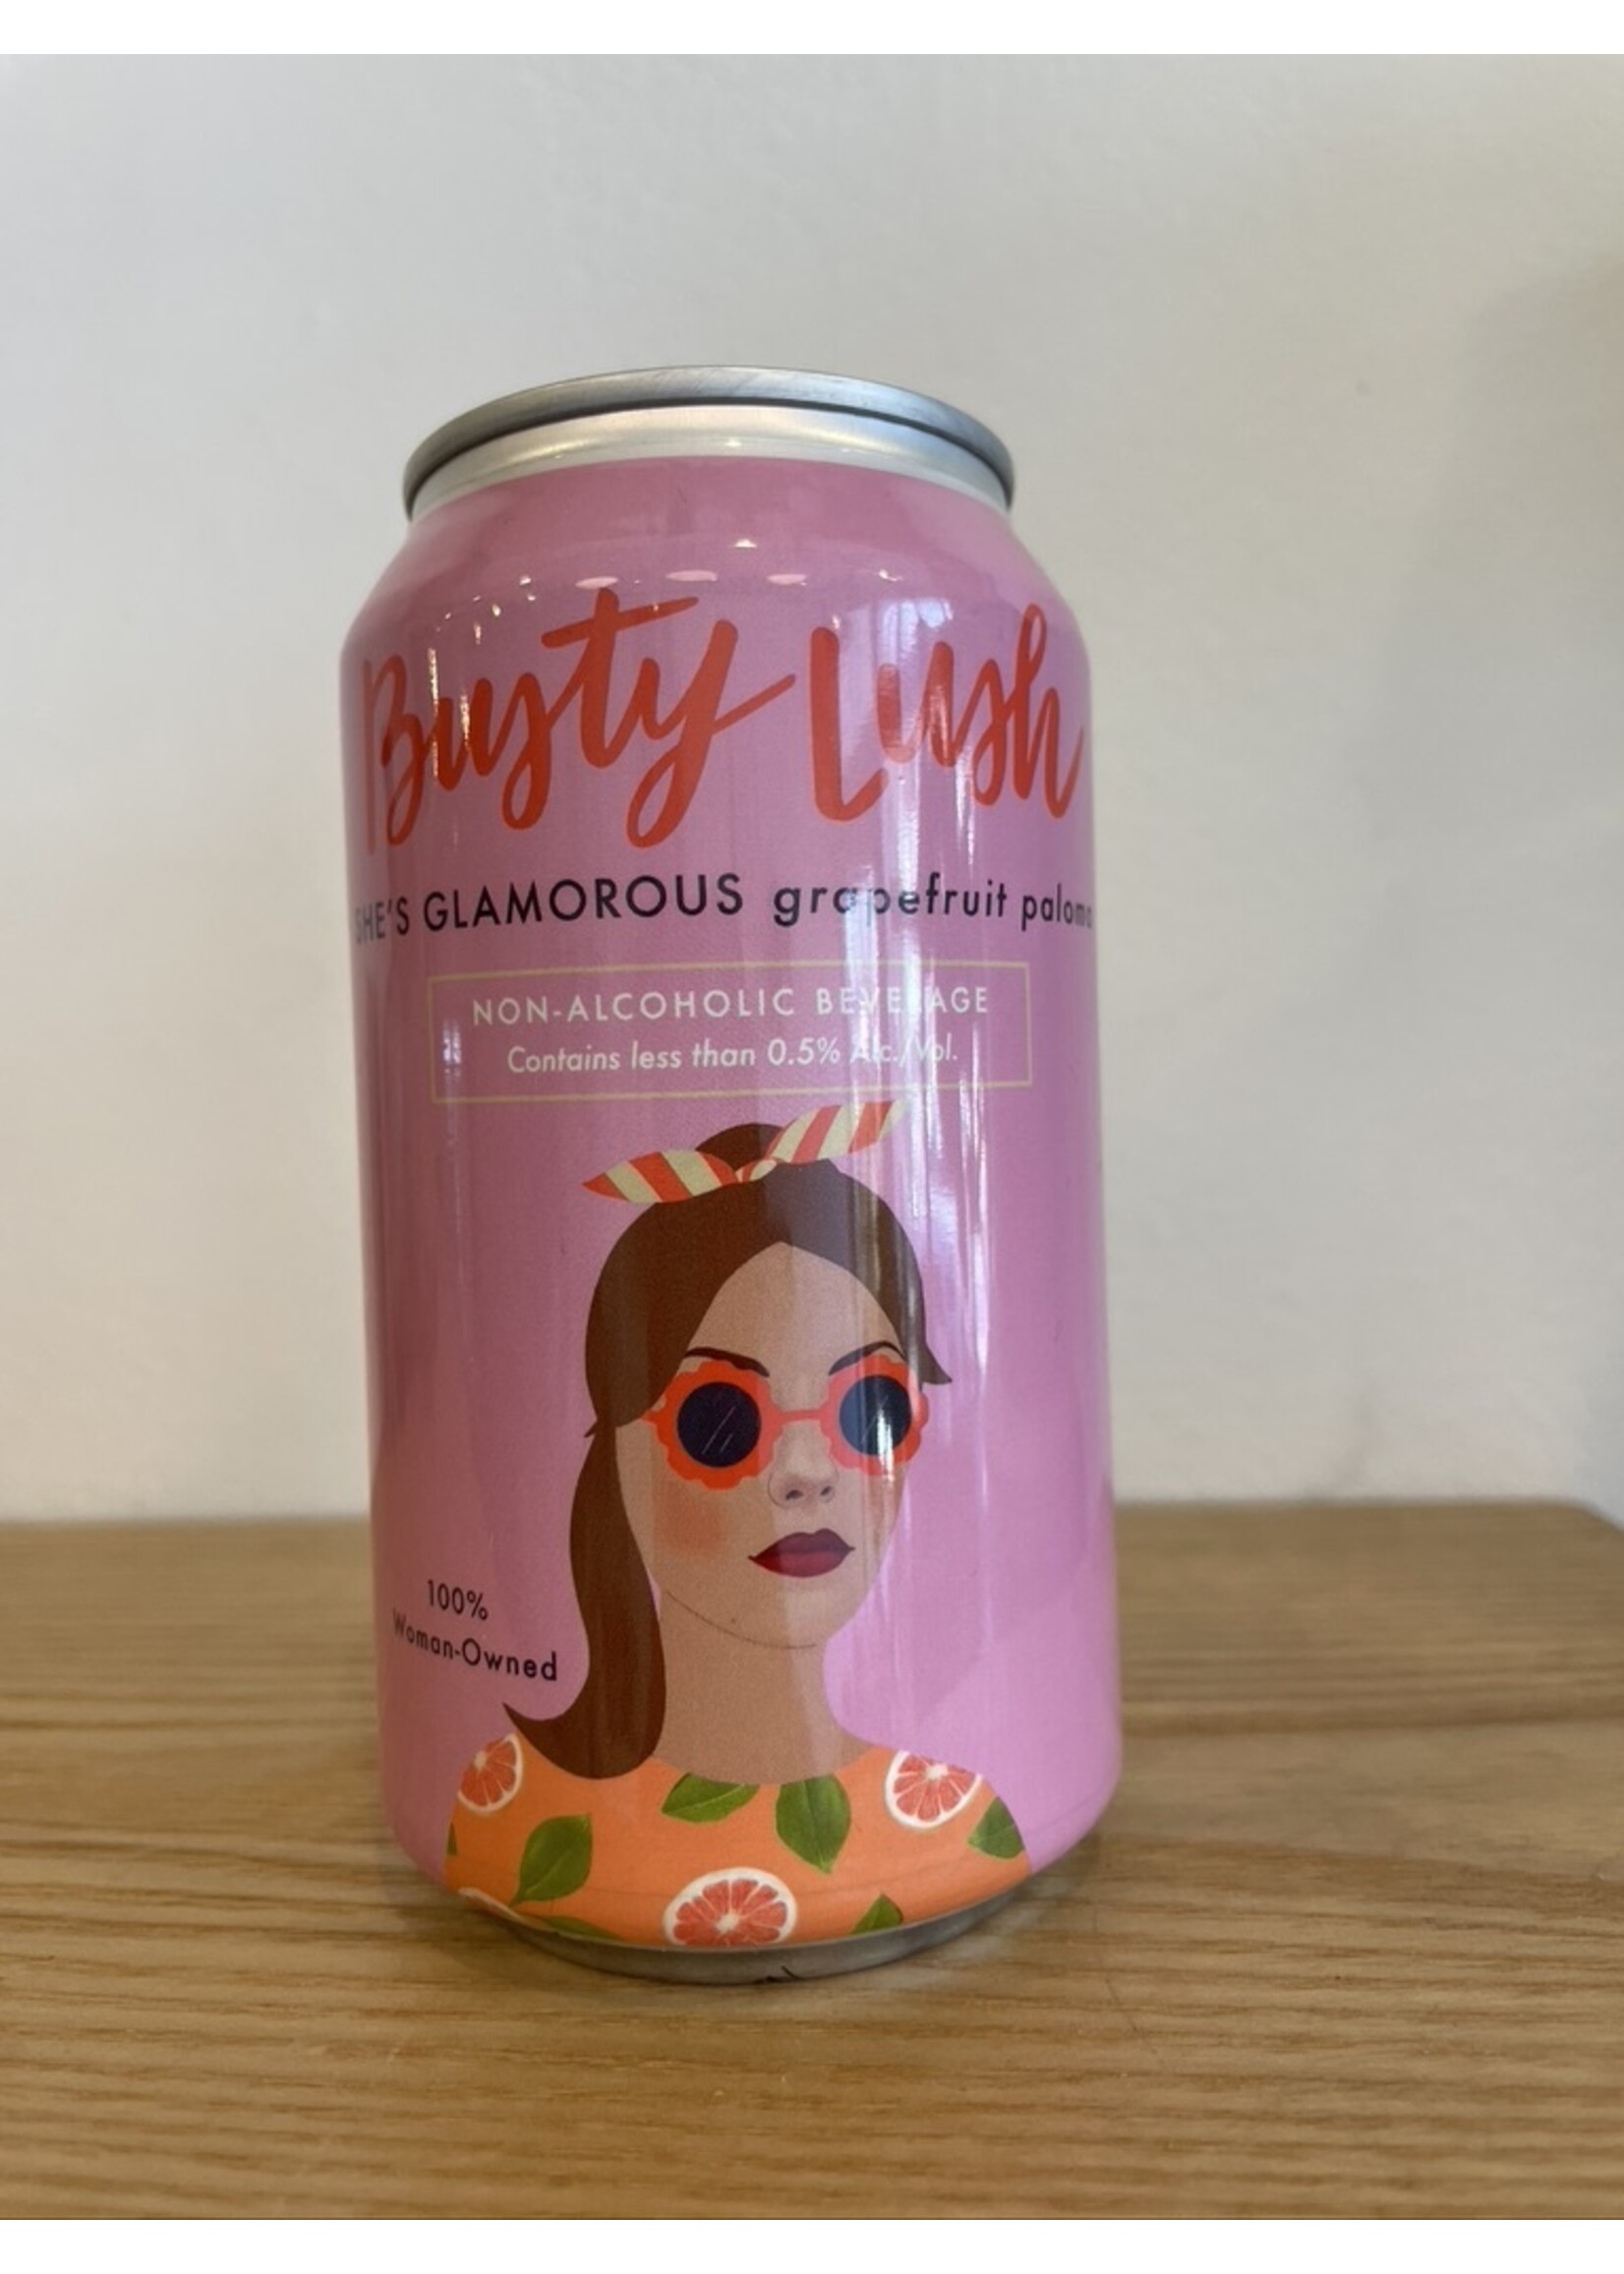 Busty Lush
SHE'S GLAMOROUS grapefruit paloma
NON-ALCOHOLIC BEVERAGE
Contains less than 0.5% Alc./Vol.
100%
Woman-Owned